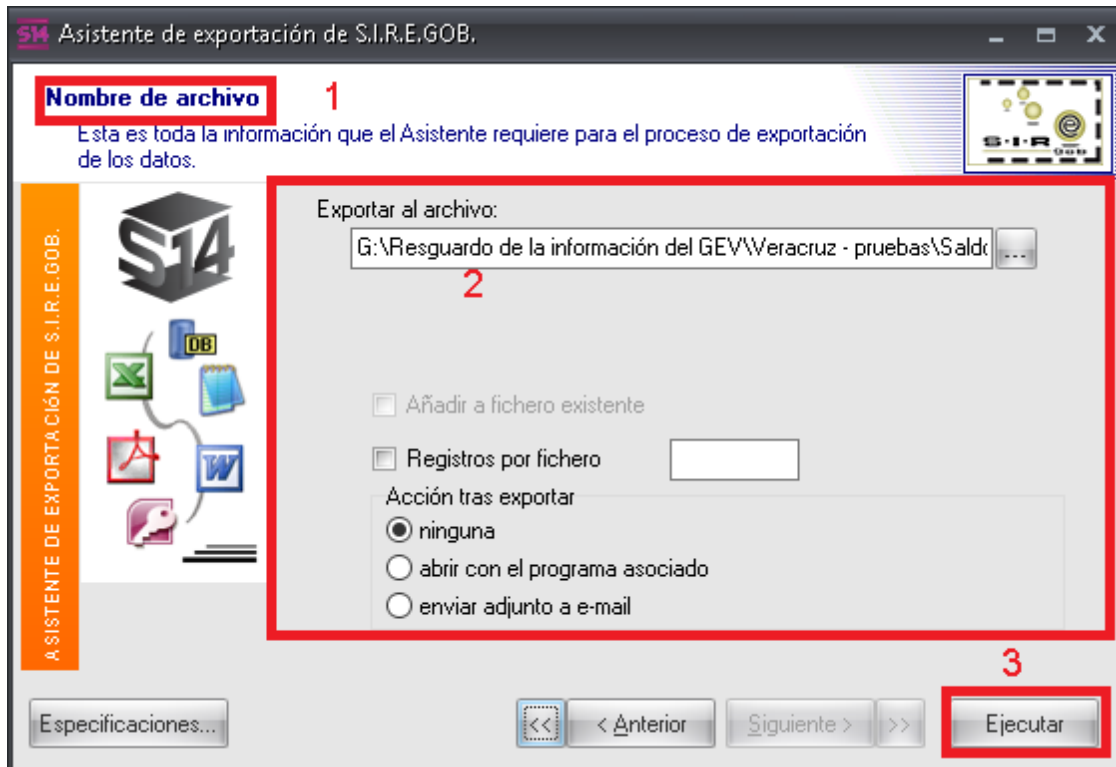 S14 Asistente de exportación de S.I.R.E.GOB.
Nombre de archivo 1
Esta es toda la información que el Asistente requiere para el proceso de exportación
de los datos.
S·I·R e
Gob
ASISTENTE DE EXPORTACIÓN DE S.I.R.E.GOB.
S14
DB
X
W
Exportar al archivo:
G:\Resguardo de la información del GEV\Veracruz - pruebas\Saldo ...
2
Añadir a fichero existente
Registros por fichero
Acción tras exportar
ninguna
abrir con el programa asociado
enviar adjunto a e-mail
3
Especificaciones... << < Anterior Siguiente > >> Ejecutar